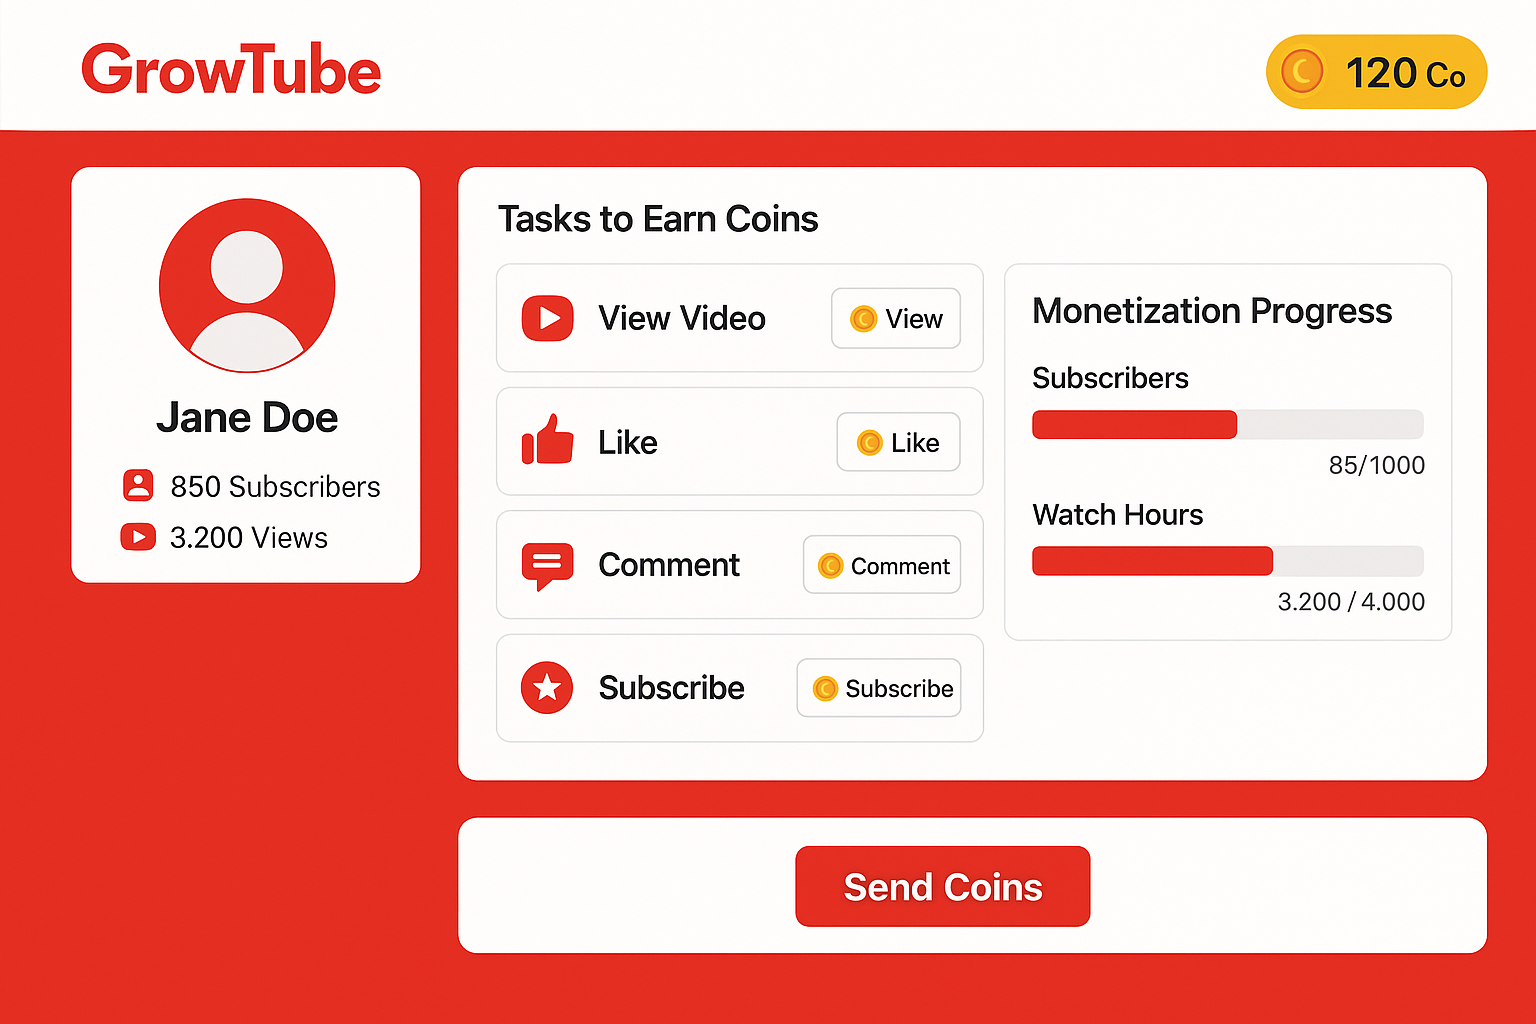 GrowTube
120 Co
Jane Doe
850 Subscribers
3.200 Views
Tasks to Earn Coins
View Video
View
Like
Like
Comment
Comment
Subscribe
Subscribe
Monetization Progress
Subscribers
85/1000
Watch Hours
3.200 / 4.000
Send Coins